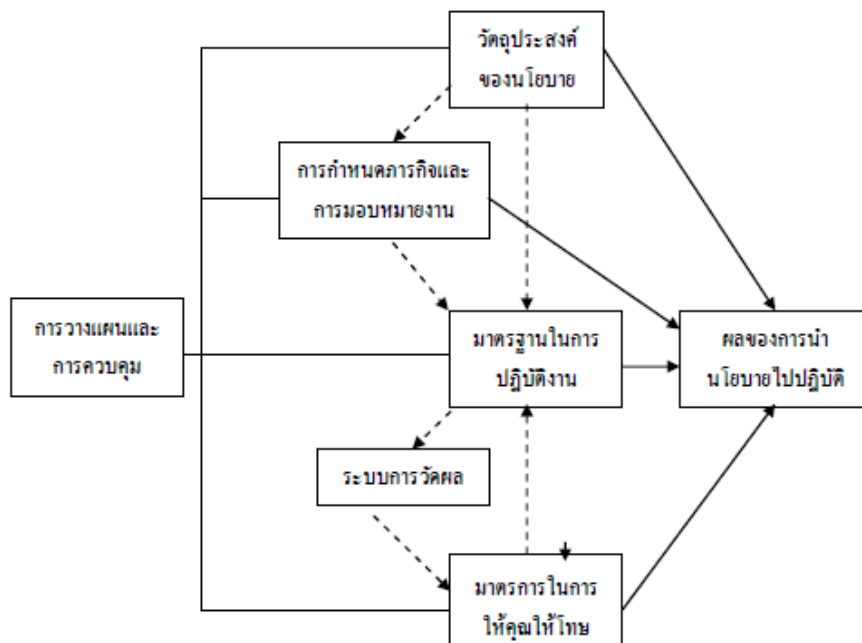 วัตถุประสงค์
ของนโยบาย
การกำหนดภารกิจและ
การมอบหมายงาน
การวางแผนและ
การควบคุม
มาตรฐานในการ
ปฏิบัติงาน
ผลของการนำ
นโยบายไปปฏิบัติ
ระบบการวัดผล
มาตรการในการ
ให้คุณให้โทษ